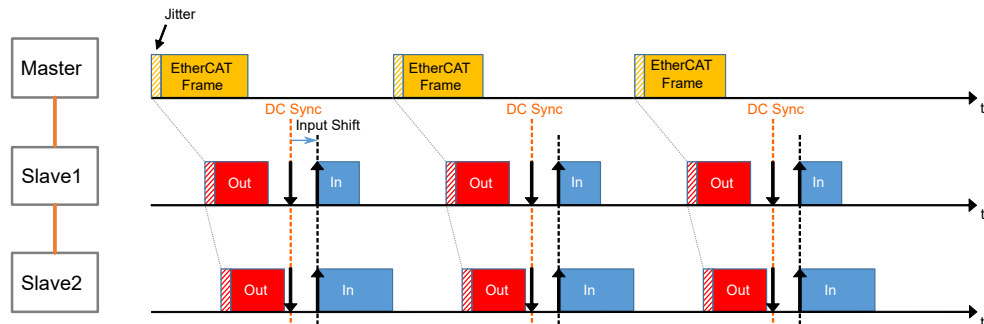 Jitter
Master
EtherCAT
Frame
EtherCAT
Frame
EtherCAT
Frame
t
DC Sync
DC Sync
DC Sync
Input Shift
Slave1
Out
In
Out
In
Out
In
t
Slave2
Out
In
Out
In
Out
In
t